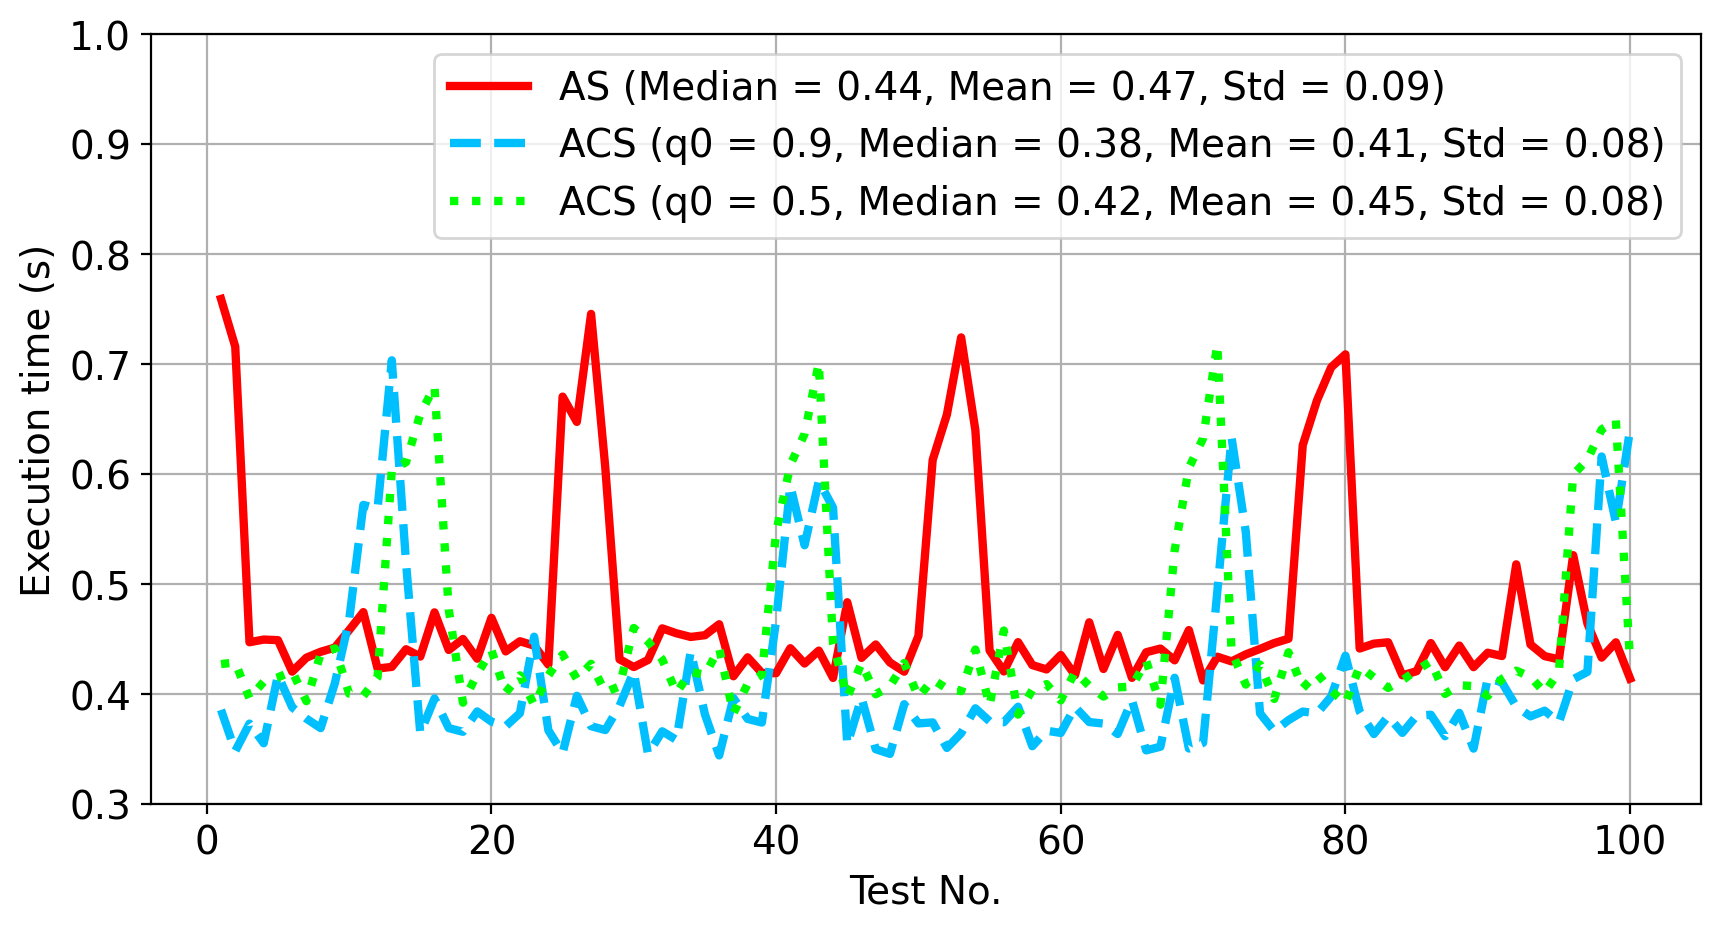 1.0
0.9
0.8
0.7
0.6
0.5
0.4
0.3
Execution time (s)
AS (Median = 0.44, Mean = 0.47, Std = 0.09)
ACS (q0 = 0.9, Median = 0.38, Mean = 0.41, Std = 0.08)
ACS (q0 = 0.5, Median = 0.42, Mean = 0.45, Std = 0.08)
0 20 40 60 80 100
Test No.